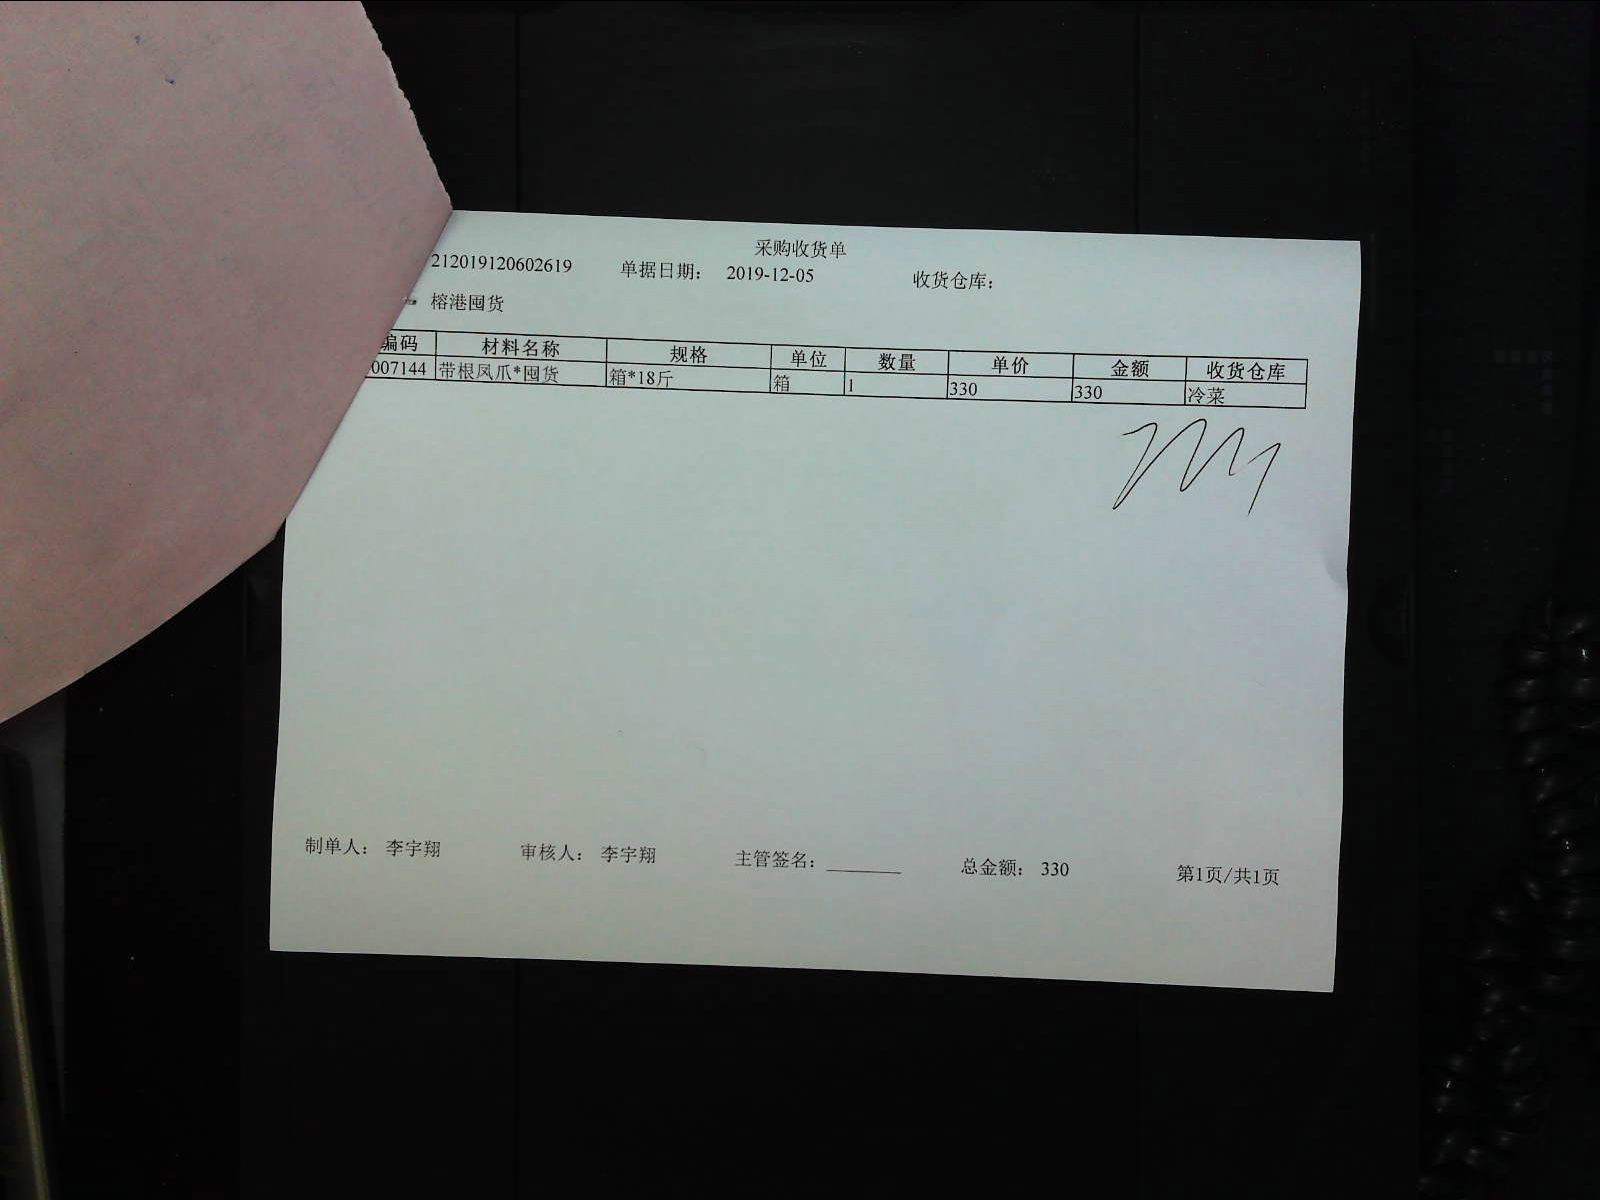 采购收货单
212019120602619 单据日期： 2019-12-05 收货仓库：
榕港囤货
编码 材料名称 规格 单位 数量 单价 金额 收货仓库
007144 带根凤爪*囤货 箱*18斤 箱 1 330 330 冷菜
制单人： 李宇翔 审核人： 李宇翔 主管签名： 总金额： 330 第1页/共1页